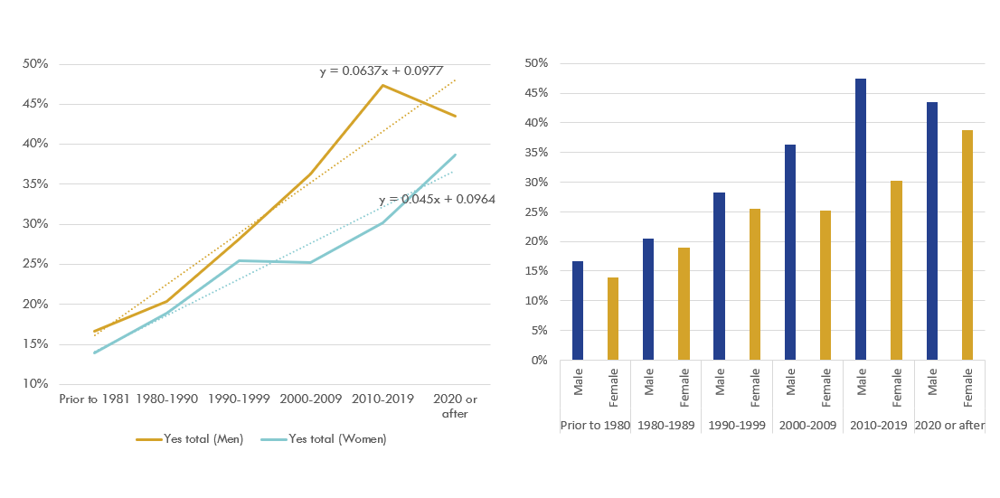 50%
y = 0.0637x + 0.0977
45%
40%
35%
y = 0.045x + 0.0964
30%
25%
20%
15%
10%
Prior to 1981 1980-1990 1990-1999 2000-2009 2010-2019 2020 or
after
Yes total (Men) Yes total (Women)
50%
45%
40%
35%
30%
25%
20%
15%
10%
5%
0%
Male Female Male Female Male Female Male Female Male Female Male Female
Prior to 1980 1980-1989 1990-1999 2000-2009 2010-2019 2020 or after